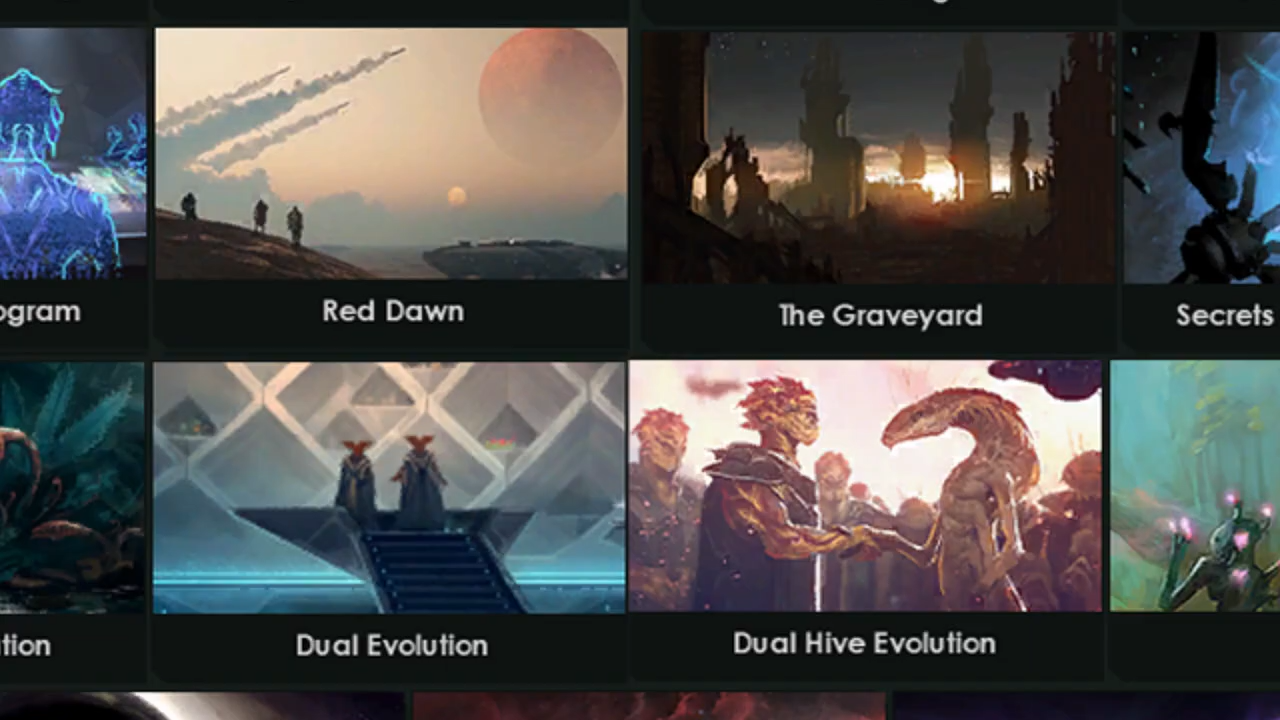 ogram
Red Dawn
The Graveyard
Secrets
tion
Dual Evolution
Dual Hive Evolution